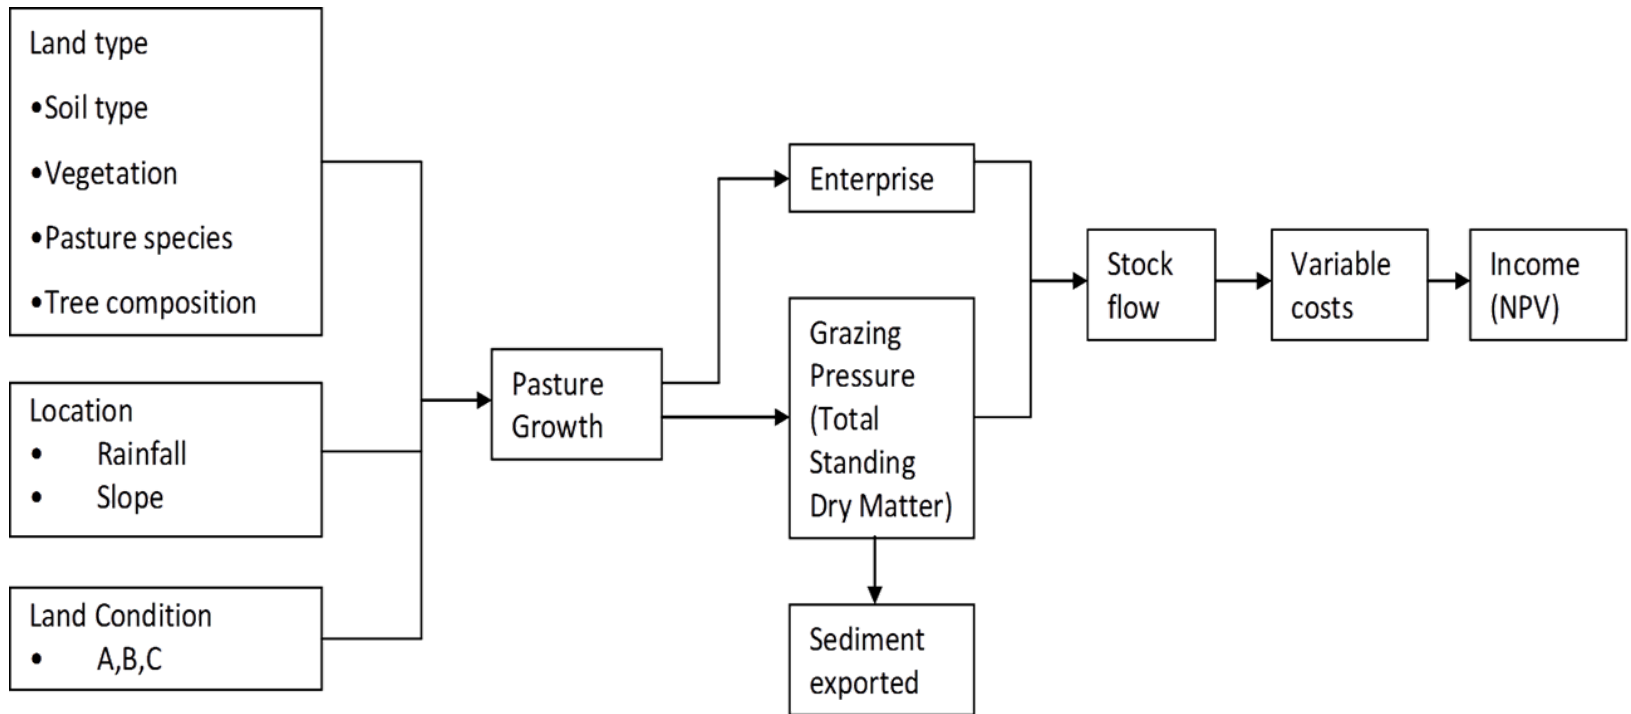 Land type
•Soil type
•Vegetation
•Pasture species
•Tree composition
Location
• Rainfall
• Slope
Land Condition
• A,B,C
Pasture
Growth
Enterprise
Grazing
Pressure
(Total
Standing
Dry Matter)
Sediment
exported
Stock
flow
Variable
costs
Income
(NPV)